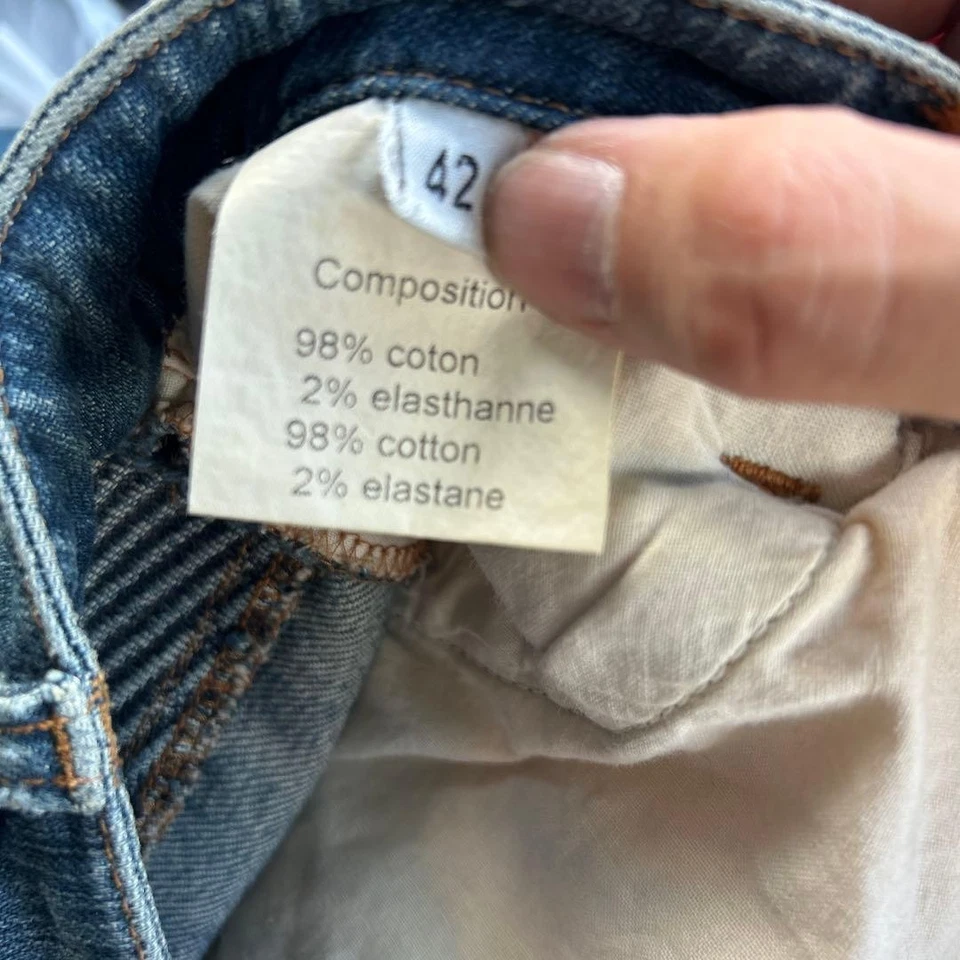 42
Composition
98% coton
2% elasthanne
98% cotton
2% elastane